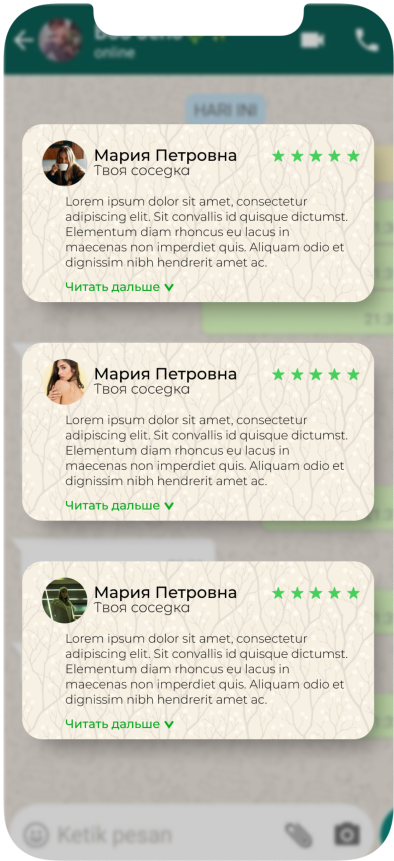 online
HARI INI
Мария Петровна
Твоя соседка
Lorem ipsum dolor sit amet, consectetur
adipiscing elit. Sit convallis id quisque dictumst.
Elementum diam rhoncus eu lacus in
maecenas non imperdiet quis. Aliquam odio et
dignissim nibh hendrerit amet ac.
Читать дальше
Мария Петровна
Твоя соседка
Lorem ipsum dolor sit amet, consectetur
adipiscing elit. Sit convallis id quisque dictumst.
Elementum diam rhoncus eu lacus in
maecenas non imperdiet quis. Aliquam odio et
dignissim nibh hendrerit amet ac.
Читать дальше
Мария Петровна
Твоя соседка
Lorem ipsum dolor sit amet, consectetur
adipiscing elit. Sit convallis id quisque dictumst.
Elementum diam rhoncus eu lacus in
maecenas non imperdiet quis. Aliquam odio et
dignissim nibh hendrerit amet ac.
Читать дальше
Ketik pesan